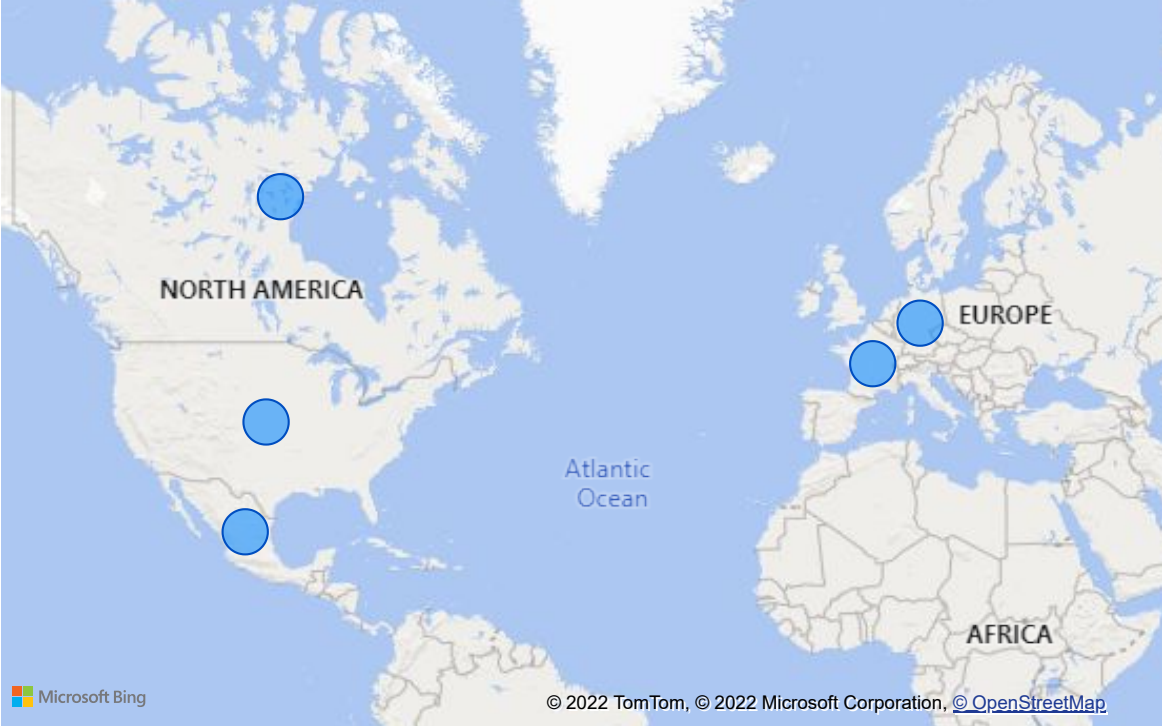 NORTH AMERICA
EUROPE
Atlantic
Ocean
AFRICA
Microsoft Bing
© 2022 TomTom, © 2022 Microsoft Corporation, © OpenStreetMap